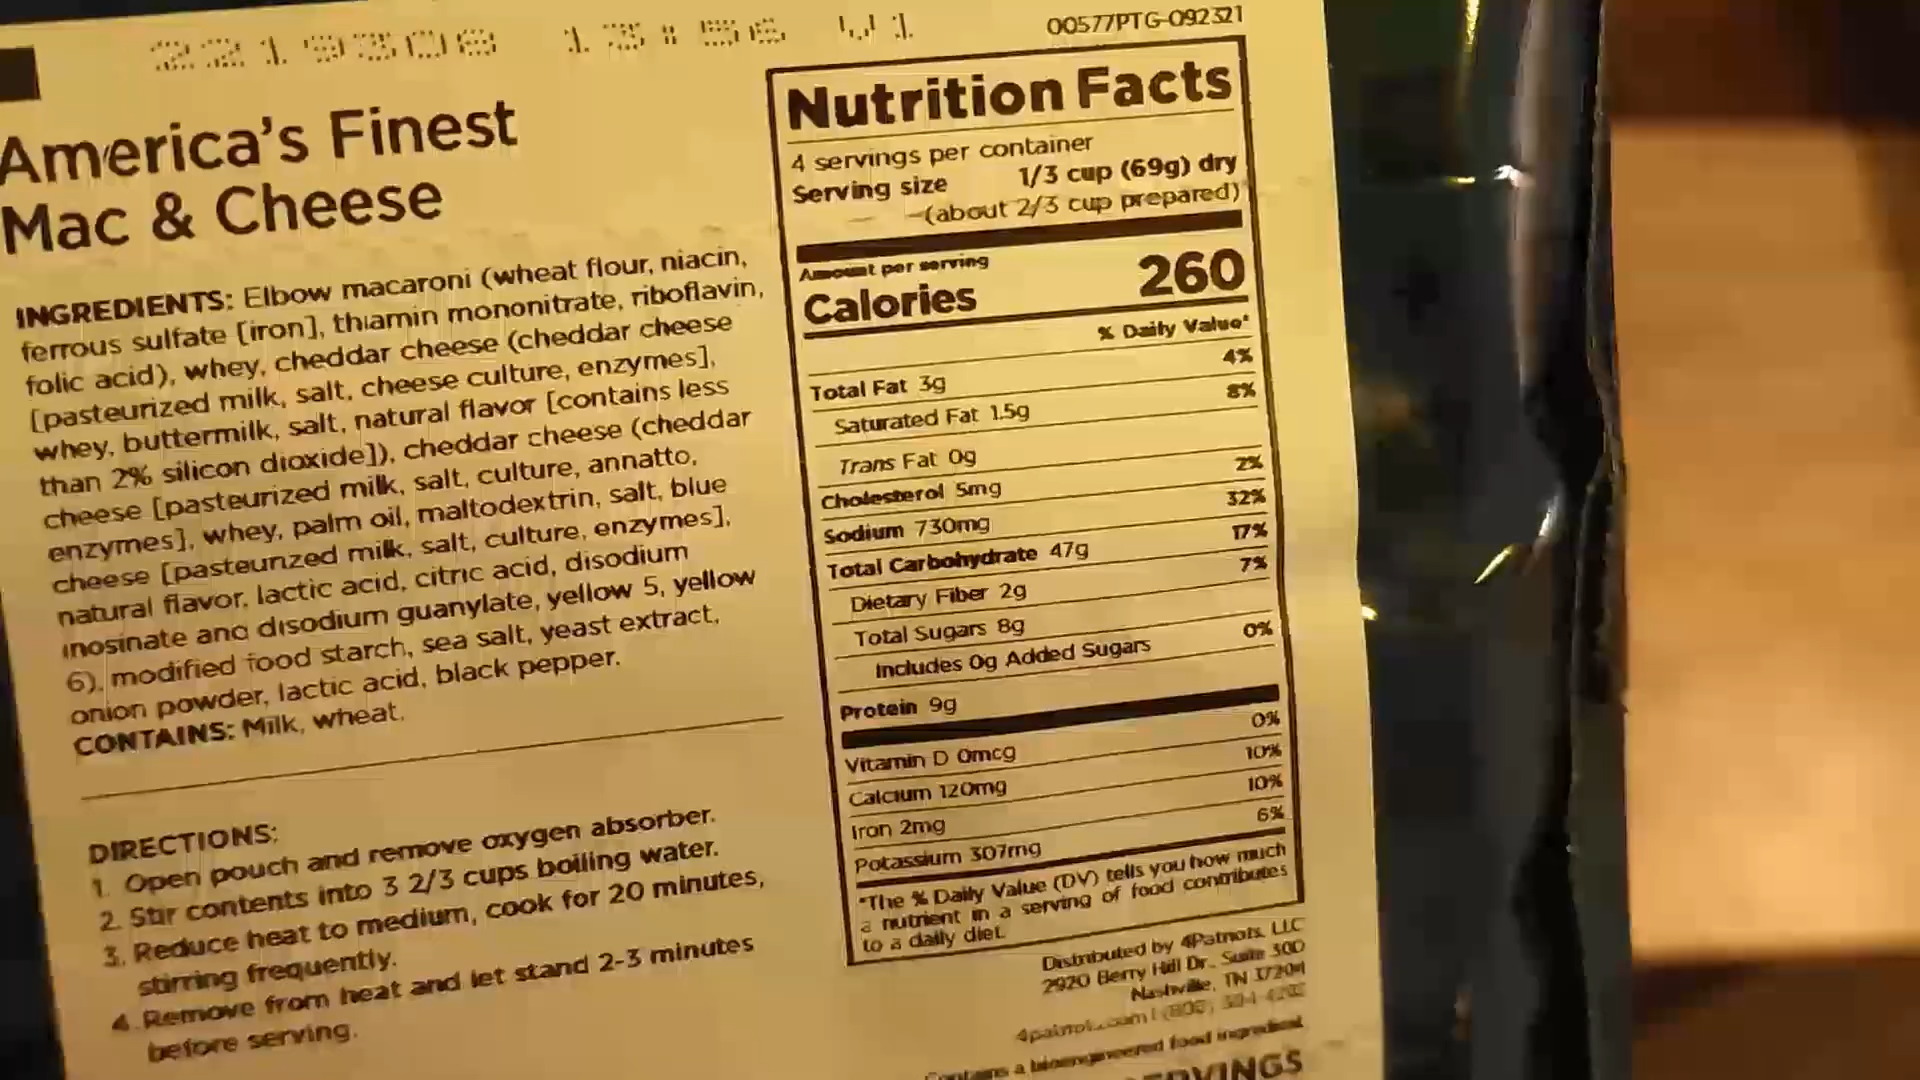 221930B 13:56 V1
00577PTG-092321
America's Finest
Mac & Cheese
INGREDIENTS: Elbow macaroni (wheat flour, niacin,
ferrous sulfate [iron], thiamin mononitrate, riboflavin,
folic acid), whey, cheddar cheese (cheddar cheese
[pasteurized milk, salt, cheese culture, enzymes],
whey, buttermilk, salt, natural flavor [contains less
than 2% silicon dioxide]), cheddar cheese (cheddar
cheese [pasteurized milk, salt, culture, annatto,
enzymes], whey, palm oil, maltodextrin, salt, blue
cheese [pasteurized milk, salt, culture, enzymes],
natural flavor, lactic acid, citric acid, disodium
inosinate and disodium guanylate, yellow 5, yellow
6), modified food starch, sea salt, yeast extract,
onion powder, lactic acid, black pepper.
CONTAINS: Milk, wheat.
DIRECTIONS:
1. Open pouch and remove oxygen absorber.
2. Stir contents into 3 2/3 cups boiling water.
3. Reduce heat to medium, cook for 20 minutes,
stirring frequently.
4. Remove from heat and let stand 2-3 minutes
before serving.
Nutrition Facts
4 servings per container
Serving size 1/3 cup (69g) dry
(about 2/3 cup prepared)
Amount per serving
Calories 260
% Daily Value*
Total Fat 3g 4%
Saturated Fat 1.5g 8%
Trans Fat 0g
Cholesterol 5mg 2%
Sodium 730mg 32%
Total Carbohydrate 47g 17%
Dietary Fiber 2g 7%
Total Sugars 8g
Includes 0g Added Sugars 0%
Protein 9g
Vitamin D 0mcg 0%
Calcium 120mg 10%
Iron 2mg 10%
Potassium 307mg 6%
*The % Daily Value (DV) tells you how much
a nutrient in a serving of food contributes
to a daily diet.
Distributed by 4Patriots, LLC
2920 Berry Hill Dr., Suite 300
Nashville, TN 37204
Contains a bioengineered food ingredient
SERVINGS